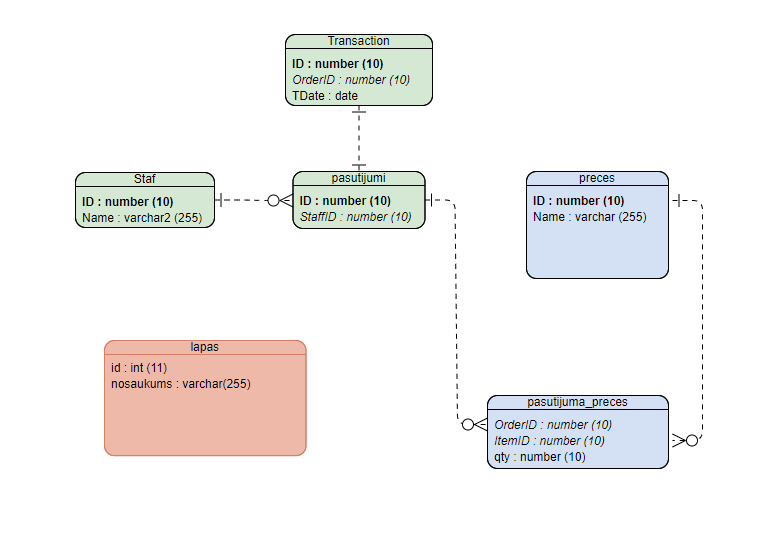 Transaction
ID : number (10)
OrderID : number (10)
TDate : date
Staf
ID : number (10)
Name : varchar2 (255)
pasutijumi
ID : number (10)
StaffID : number (10)
preces
ID : number (10)
Name : varchar (255)
lapas
id : int (11)
nosaukums : varchar(255)
pasutijuma_preces
OrderID : number (10)
ItemID : number (10)
qty : number (10)